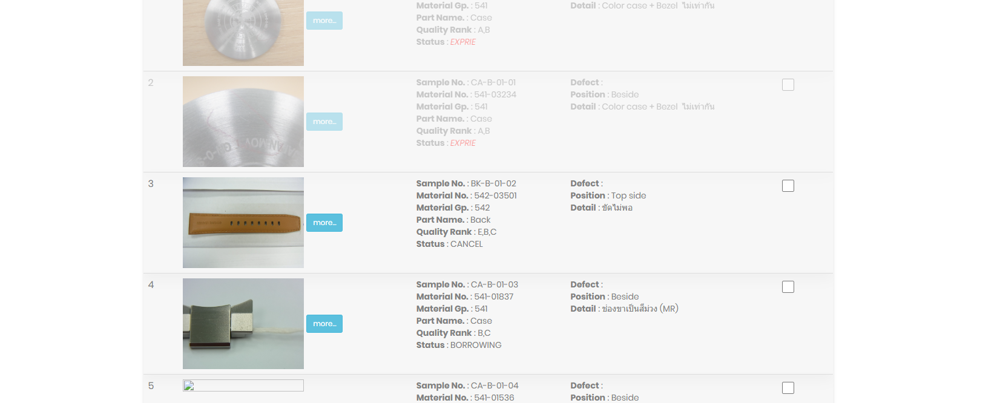 Material Gp. : 541
Part Name. : Case
Quality Rank : A,B
Status : EXPRIE
Detail : Color case + Bezel ไม่เท่ากัน
more...
2
Sample No. : CA-B-01-01
Material No. : 541-03234
Material Gp. : 541
Part Name. : Case
Quality Rank : A,B
Status : EXPRIE
Defect :
Position : Beside
Detail : Color case + Bezel ไม่เท่ากัน
more...
3
Sample No. : BK-B-01-02
Material No. : 542-03501
Material Gp. : 542
Part Name. : Back
Quality Rank : E,B,C
Status : CANCEL
Defect :
Position : Top side
Detail : ขัดไม่พอ
more...
4
Sample No. : CA-B-01-03
Material No. : 541-01837
Material Gp. : 541
Part Name. : Case
Quality Rank : B,C
Status : BORROWING
Defect :
Position : Beside
Detail : ช่องขาเป็นสีม่วง (MR)
more...
5
Sample No. : CA-B-01-04
Material No. : 541-01536
Defect :
Position : Beside